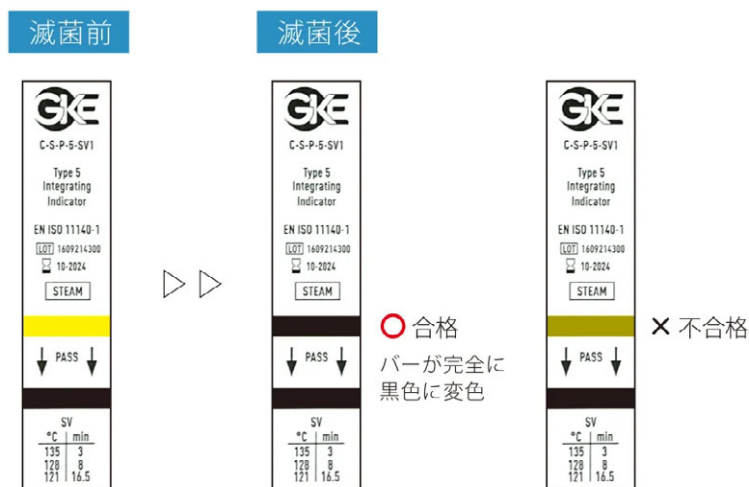 滅菌前
滅菌後
GKE
C-S-P-5-SV1
Type 5
Integrating
Indicator
EN ISO 11140-1
LOT 1609214300
10-2024
STEAM
PASS
SV
°C min
135 3
128 8
121 16.5
GKE
C-S-P-5-SV1
Type 5
Integrating
Indicator
EN ISO 11140-1
LOT 1609214300
10-2024
STEAM
合格
バーが完全に
黒色に変色
PASS
SV
°C min
135 3
128 8
121 16.5
GKE
C-S-P-5-SV1
Type 5
Integrating
Indicator
EN ISO 11140-1
LOT 1609214300
10-2024
STEAM
不合格
PASS
SV
°C min
135 3
128 8
121 16.5